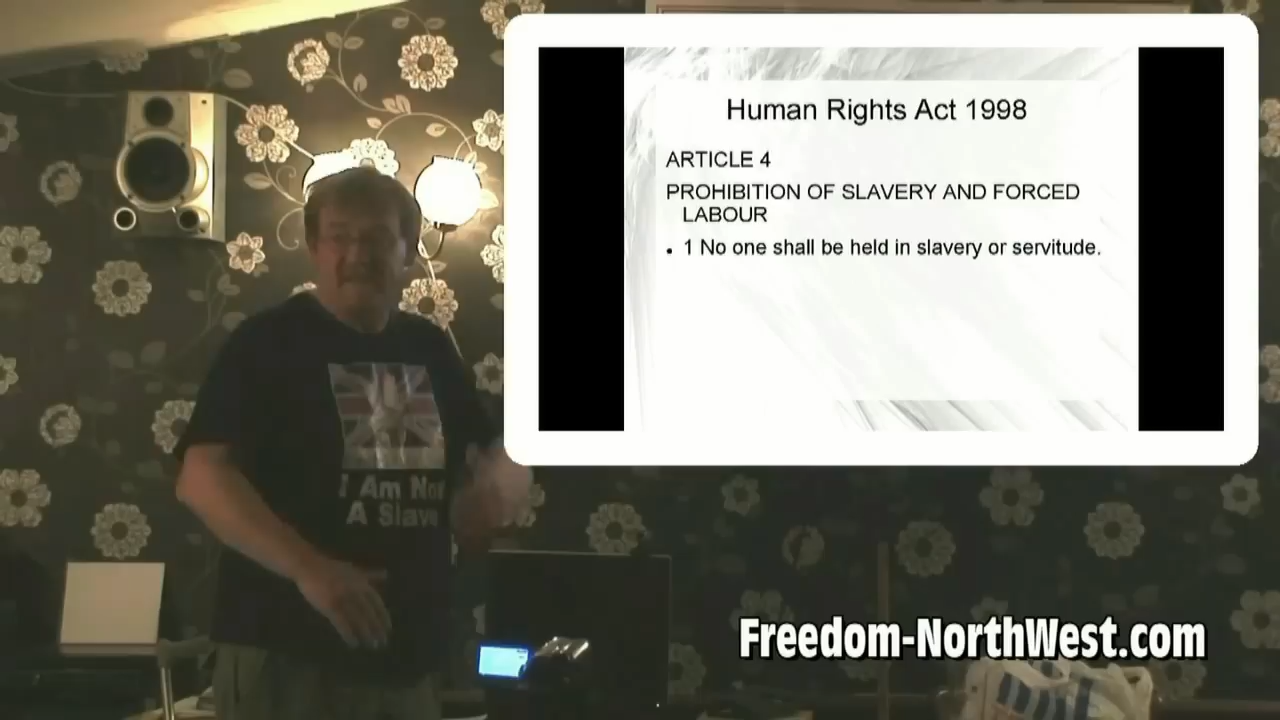 Human Rights Act 1998
ARTICLE 4
PROHIBITION OF SLAVERY AND FORCED
LABOUR
• 1 No one shall be held in slavery or servitude.
I Am Not
A Slave
Freedom-NorthWest.com